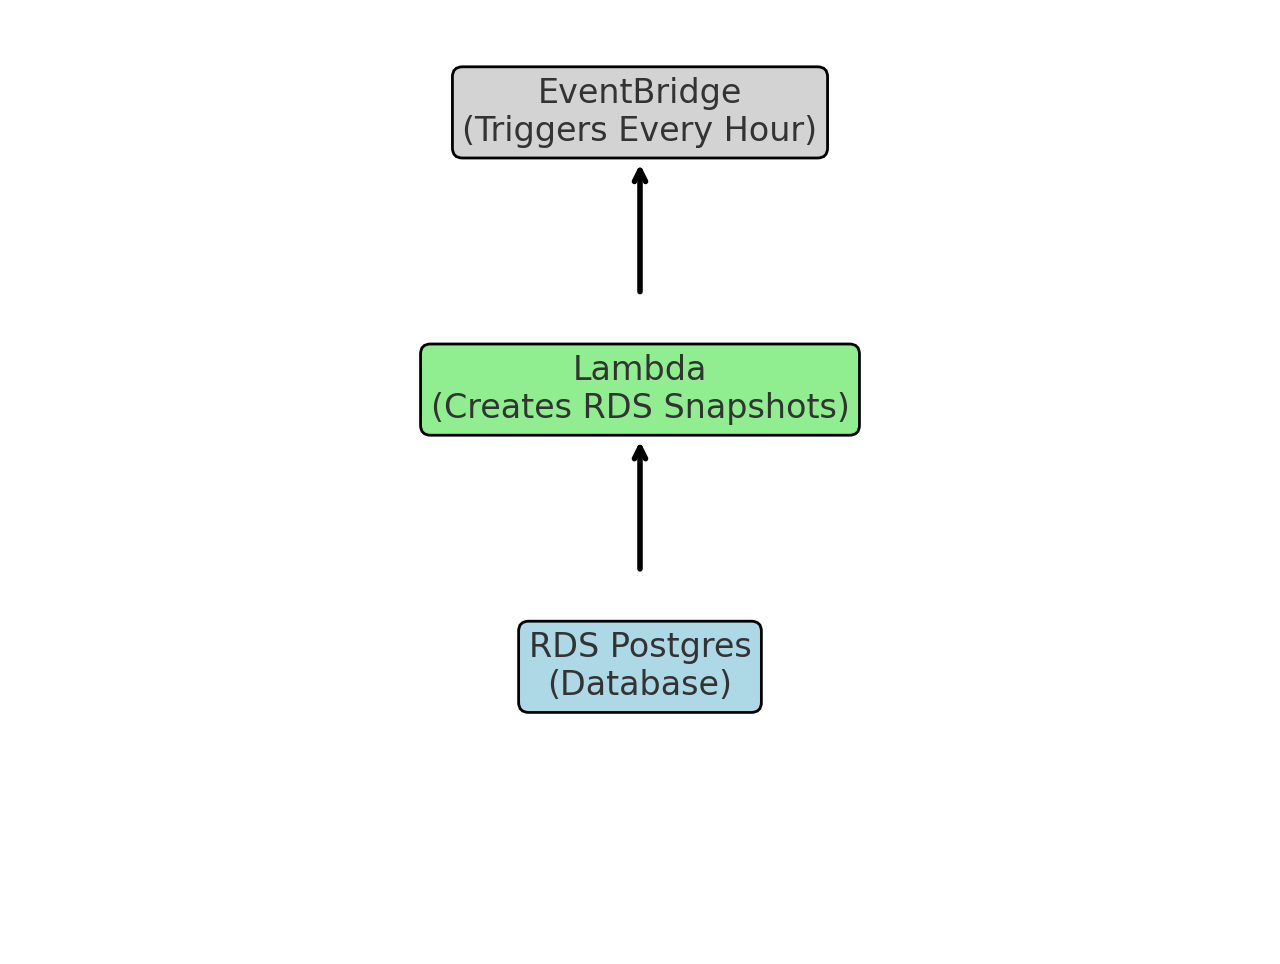 EventBridge
(Triggers Every Hour)
Lambda
(Creates RDS Snapshots)
RDS Postgres
(Database)